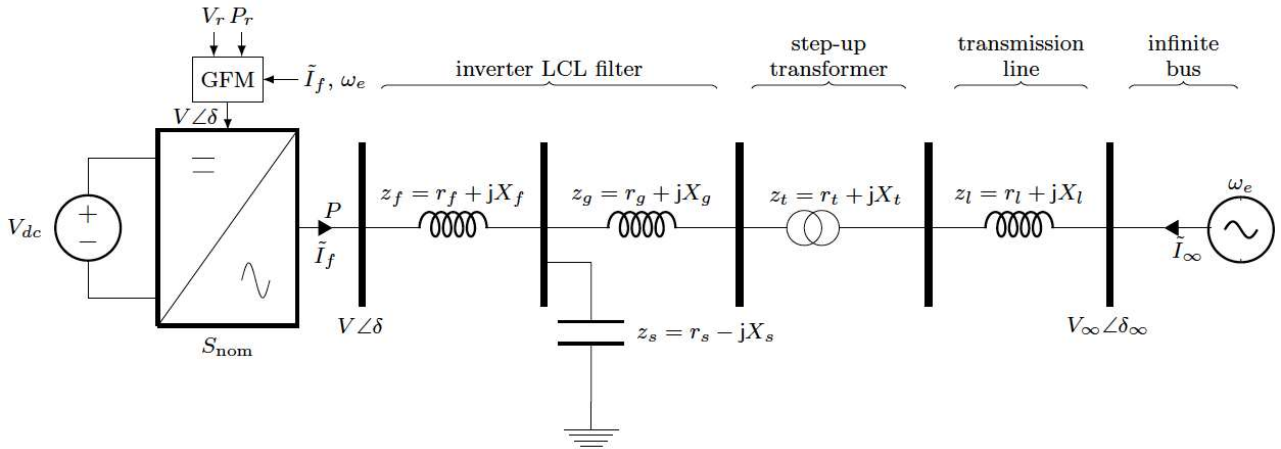 V_r P_r
GFM
Ĩ_f, ω_e
V∠δ
inverter LCL filter
step-up
transformer
transmission
line
infinite
bus
V_dc
+
−
P
Ĩ_f
z_f = r_f + jX_f
z_g = r_g + jX_g
z_t = r_t + jX_t
z_l = r_l + jX_l
ω_e
Ĩ_∞
V∠δ
z_s = r_s − jX_s
V_∞∠δ_∞
S_nom